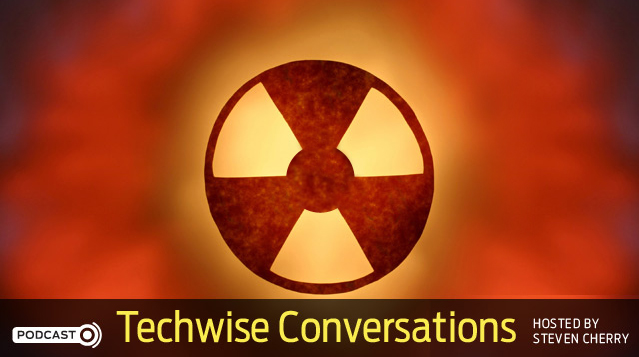 PODCAST
Techwise Conversations
HOSTED BY
STEVEN CHERRY